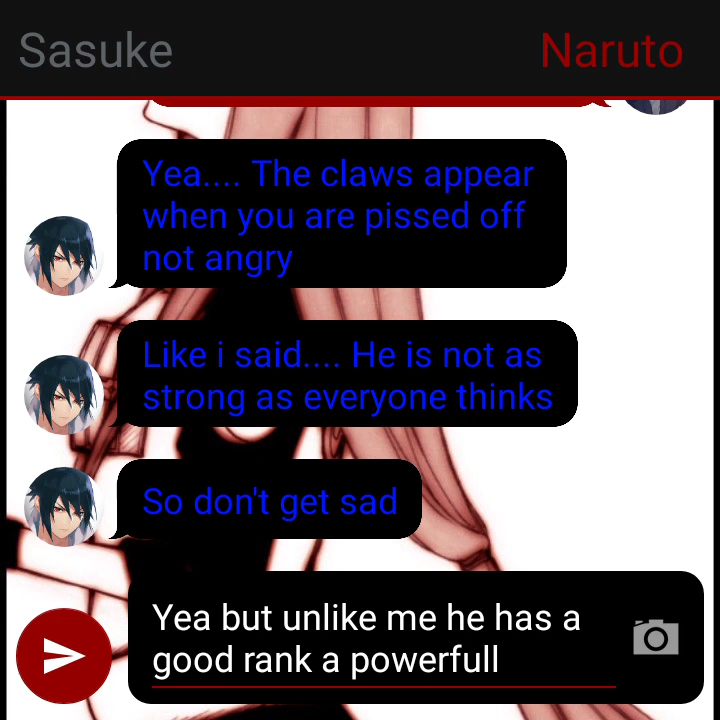 Sasuke Naruto
Yea.... The claws appear
when you are pissed off
not angry
Like i said.... He is not as
strong as everyone thinks
So don't get sad
Yea but unlike me he has a
good rank a powerfull